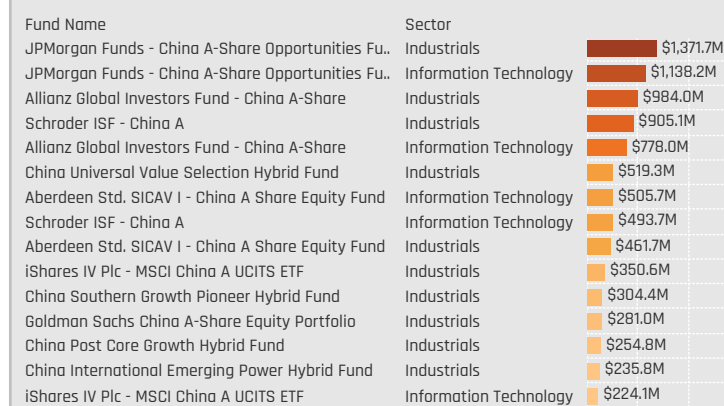 Fund Name Sector
JPMorgan Funds - China A-Share Opportunities Fu.. Industrials $1,371.7M
JPMorgan Funds - China A-Share Opportunities Fu.. Information Technology $1,138.2M
Allianz Global Investors Fund - China A-Share Industrials $984.0M
Schroder ISF - China A Industrials $905.1M
Allianz Global Investors Fund - China A-Share Information Technology $778.0M
China Universal Value Selection Hybrid Fund Industrials $519.3M
Aberdeen Std. SICAV I - China A Share Equity Fund Information Technology $505.7M
Schroder ISF - China A Information Technology $493.7M
Aberdeen Std. SICAV I - China A Share Equity Fund Industrials $461.7M
iShares IV Plc - MSCI China A UCITS ETF Industrials $350.6M
China Southern Growth Pioneer Hybrid Fund Industrials $304.4M
Goldman Sachs China A-Share Equity Portfolio Industrials $281.0M
China Post Core Growth Hybrid Fund Industrials $254.8M
China International Emerging Power Hybrid Fund Industrials $235.8M
iShares IV Plc - MSCI China A UCITS ETF Information Technology $224.1M